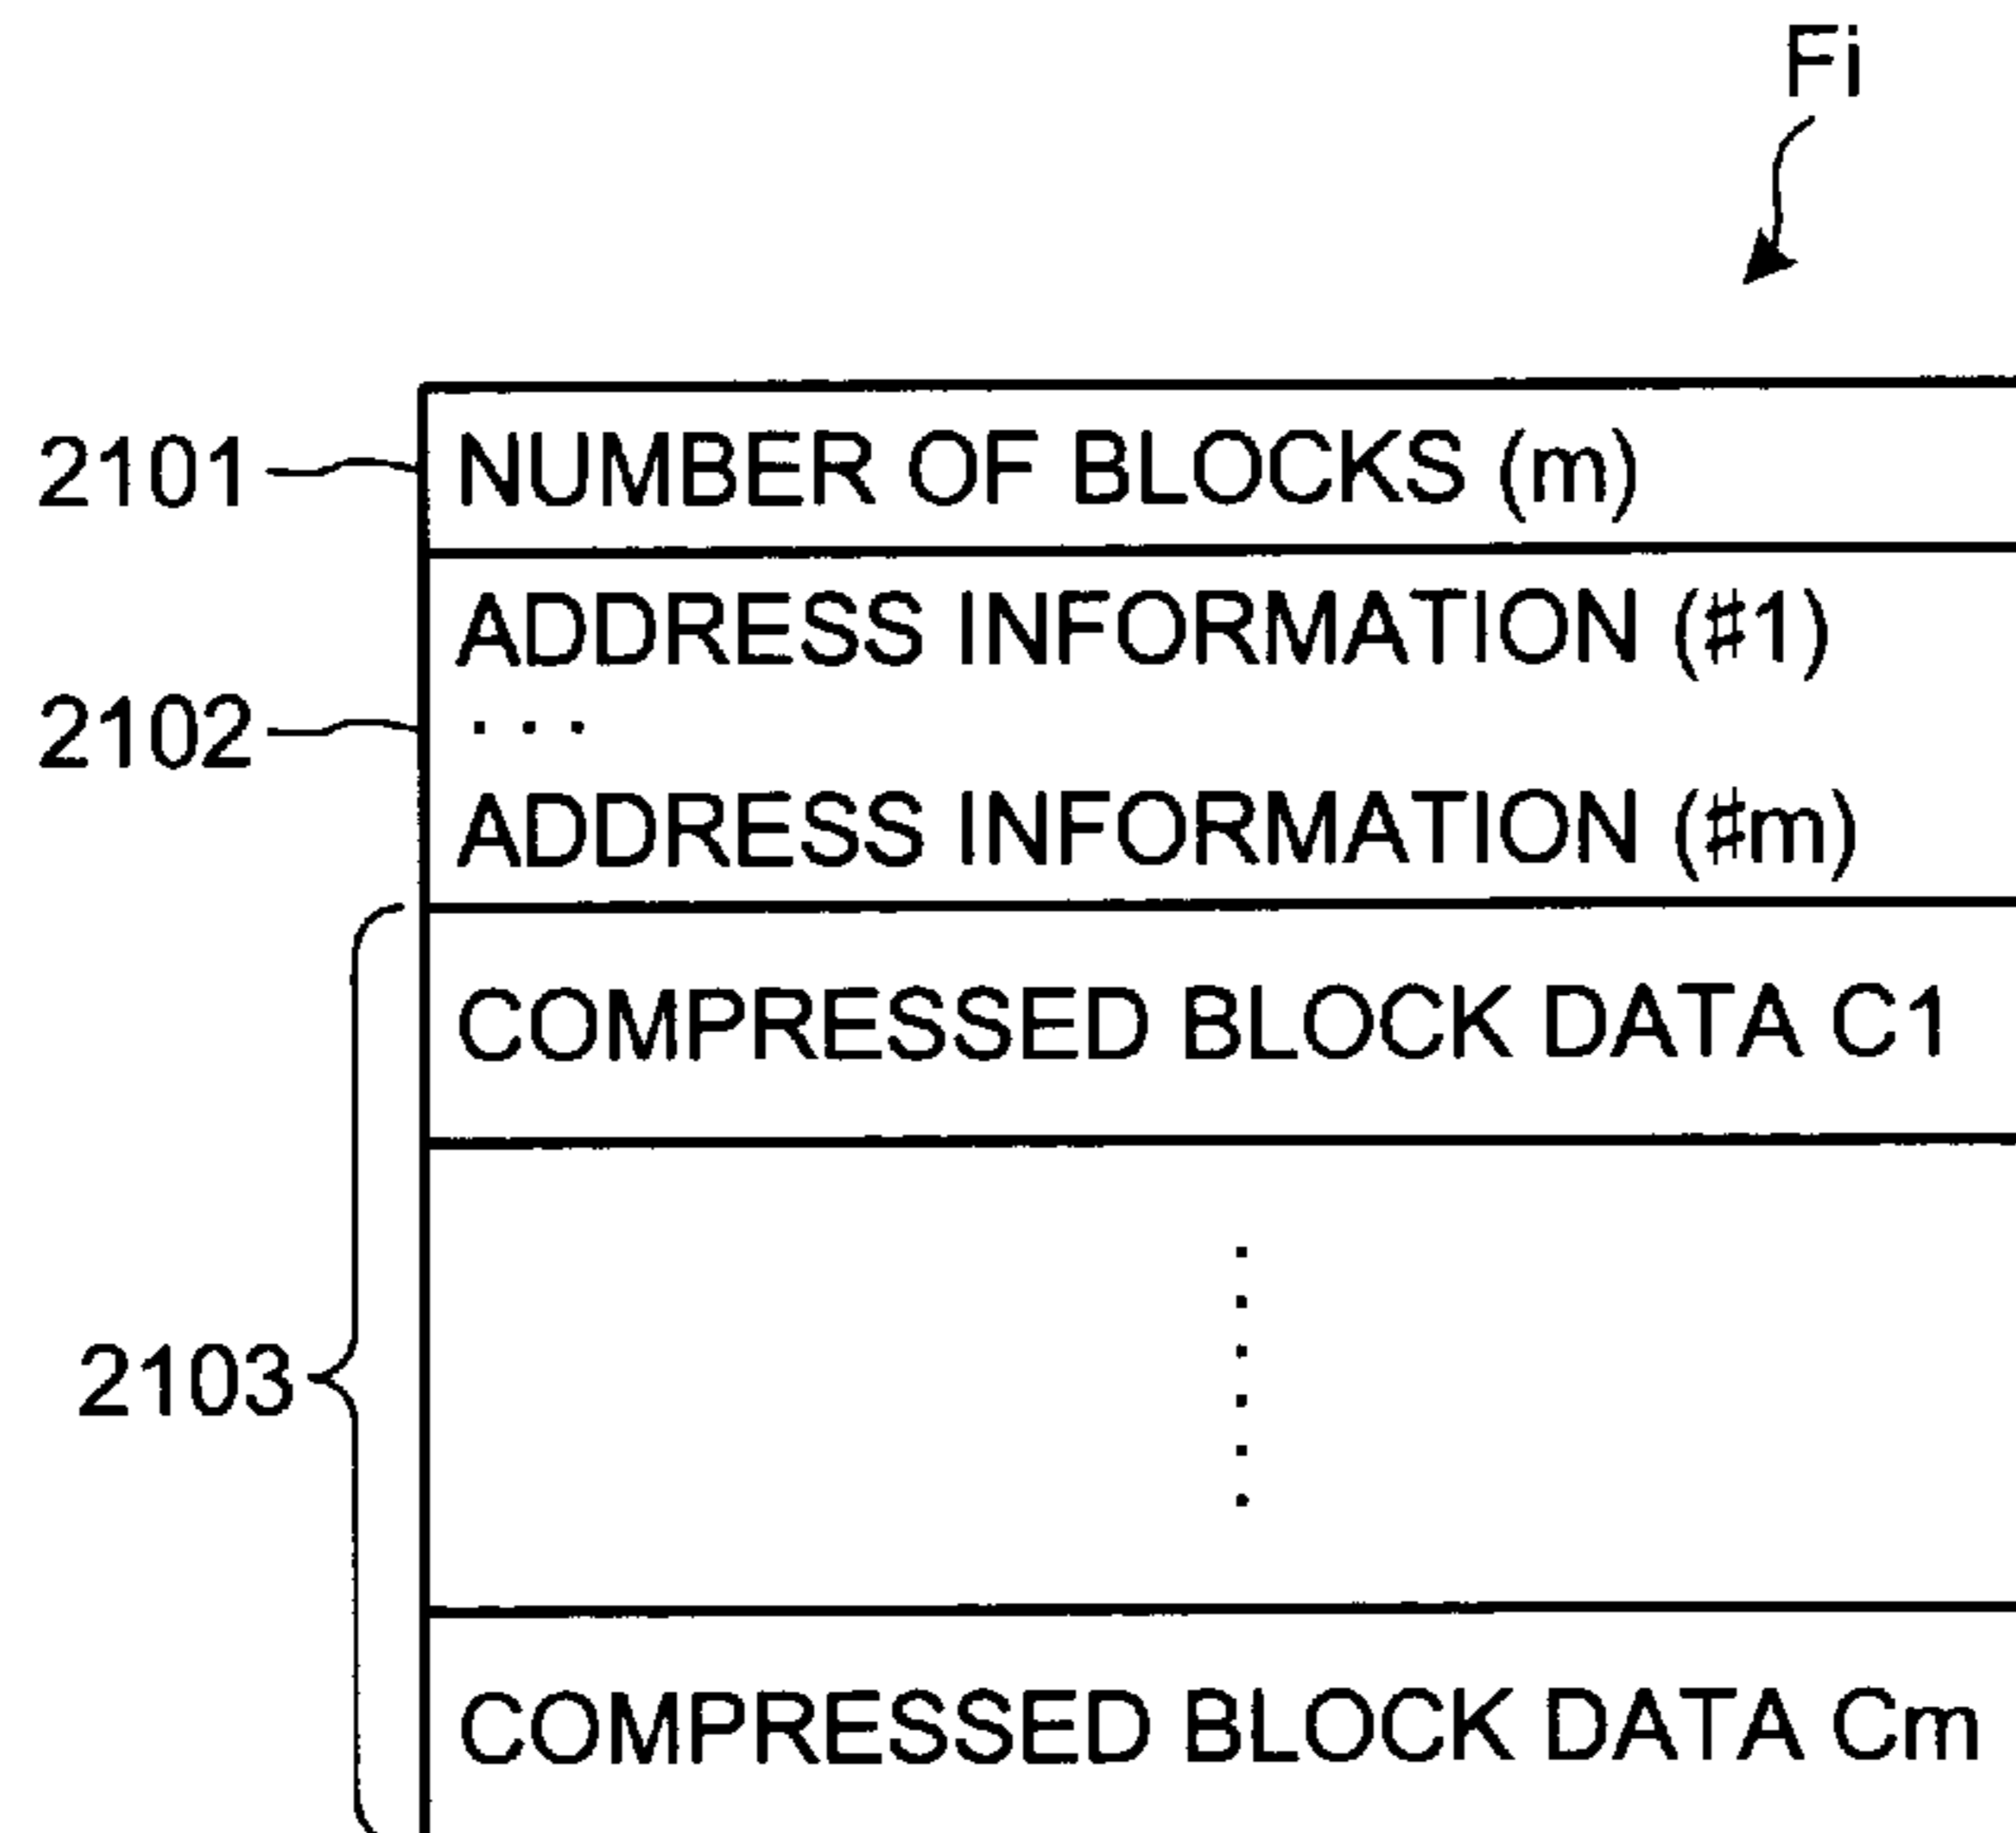 Fi
2101 NUMBER OF BLOCKS (m)
ADDRESS INFORMATION (♯1)
2102 . . .
ADDRESS INFORMATION (♯m)
COMPRESSED BLOCK DATA C1
2103
COMPRESSED BLOCK DATA Cm